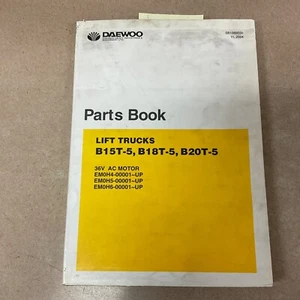 DAEWOO
Parts Book
LIFT TRUCKS
B15T-5, B18T-5, B20T-5
36V AC MOTOR
EM0H4-00001-UP
EM0H5-00001-UP
EM0H6-00001-UP